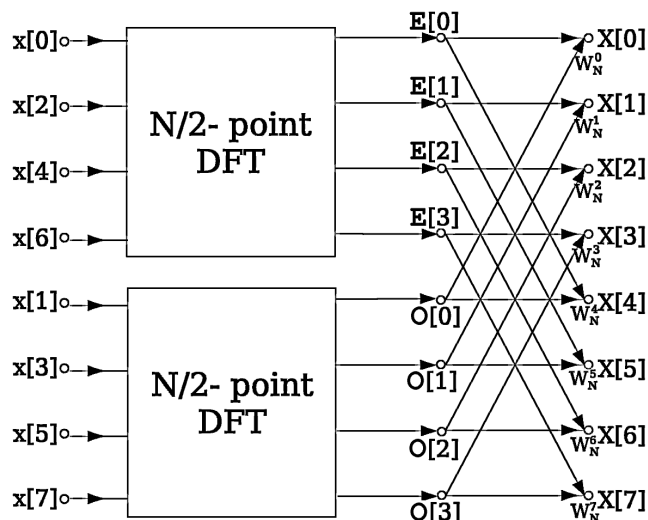 x[0]
x[2]
x[4]
x[6]
x[1]
x[3]
x[5]
x[7]
N/2- point
DFT
N/2- point
DFT
E[0]
E[1]
E[2]
E[3]
O[0]
O[1]
O[2]
O[3]
X[0]
W_N^0
X[1]
W_N^1
X[2]
W_N^2
X[3]
W_N^3
X[4]
W_N^4
X[5]
W_N^5
X[6]
W_N^6
X[7]
W_N^7